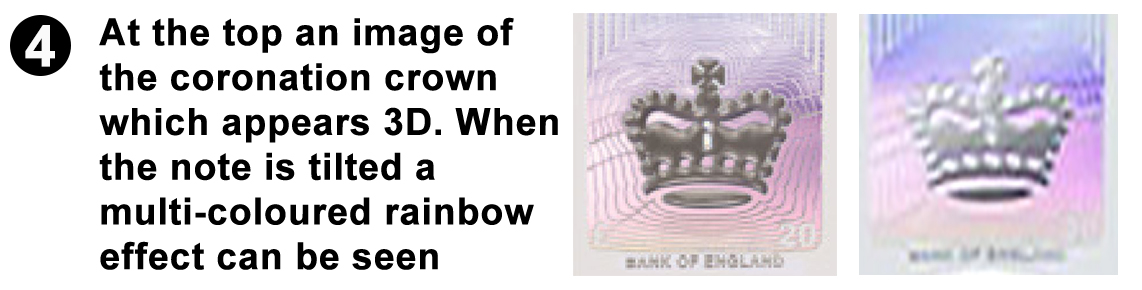 4
At the top an image of
the coronation crown
which appears 3D. When
the note is tilted a
multi-coloured rainbow
effect can be seen
20
BANK OF ENGLAND
BANK OF ENGLAND